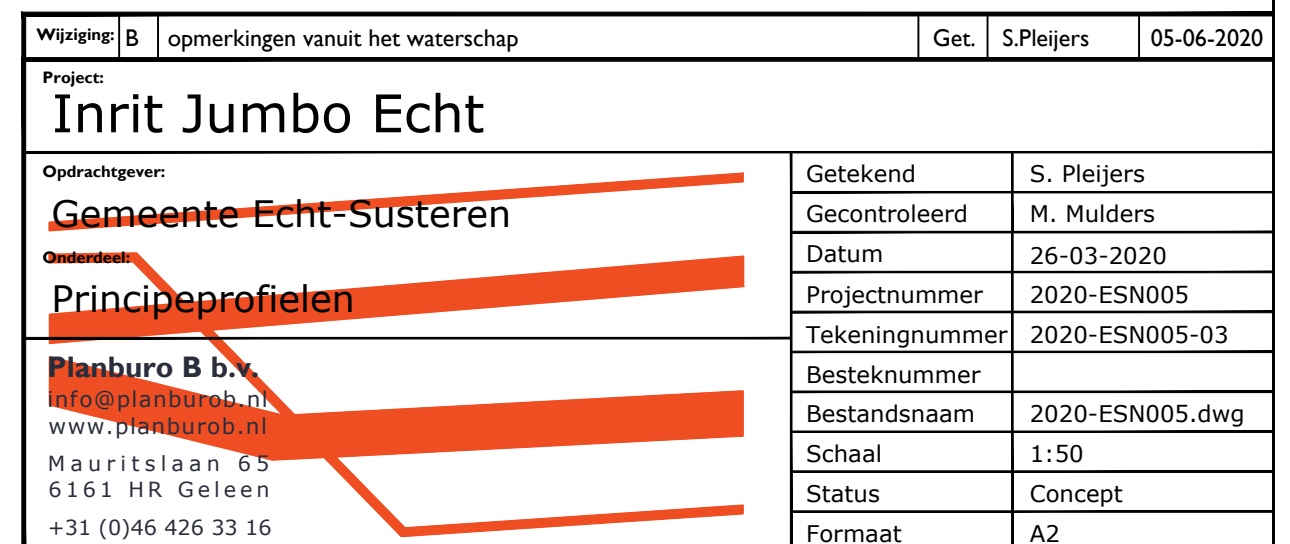 Wijziging: B opmerkingen vanuit het waterschap Get. S.Pleijers 05-06-2020
Project:
Inrit Jumbo Echt
Opdrachtgever:
Gemeente Echt-Susteren
Onderdeel:
Principeprofielen
Planburo B b.v.
info@planburob.nl
www.planburob.nl
Mauritslaan 65
6161 HR Geleen
+31 (0)46 426 33 16
Getekend S. Pleijers
Gecontroleerd M. Mulders
Datum 26-03-2020
Projectnummer 2020-ESN005
Tekeningnummer 2020-ESN005-03
Besteknummer
Bestandsnaam 2020-ESN005.dwg
Schaal 1:50
Status Concept
Formaat A2